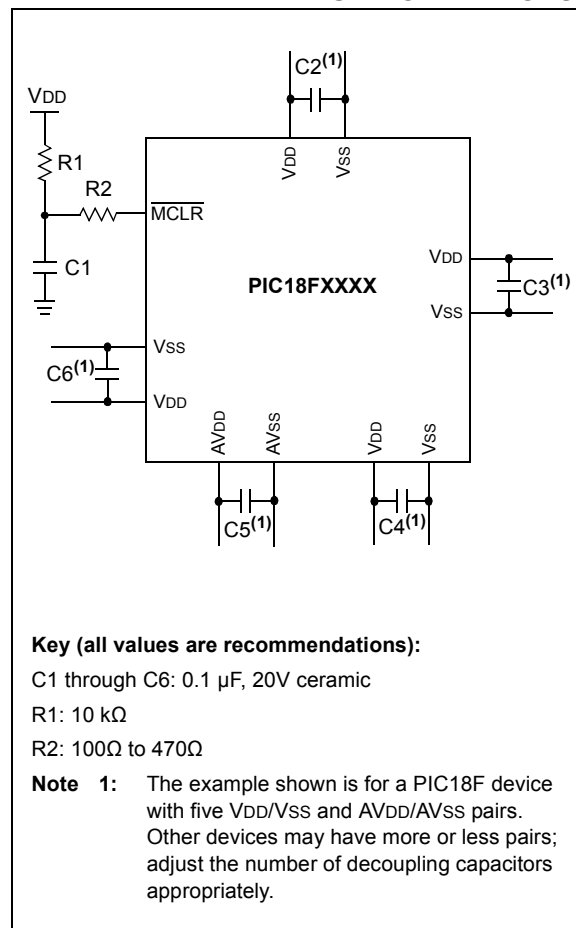 C2(1)
VDD
R1
R2
C1
VDD
VSS
MCLR
PIC18FXXXX
VDD
VSS
C3(1)
VSS
VDD
C6(1)
AVDD
AVSS
VDD
VSS
C5(1)
C4(1)
Key (all values are recommendations):
C1 through C6: 0.1 µF, 20V ceramic
R1: 10 kΩ
R2: 100Ω to 470Ω
Note 1: The example shown is for a PIC18F device
with five VDD/VSS and AVDD/AVSS pairs.
Other devices may have more or less pairs;
adjust the number of decoupling capacitors
appropriately.